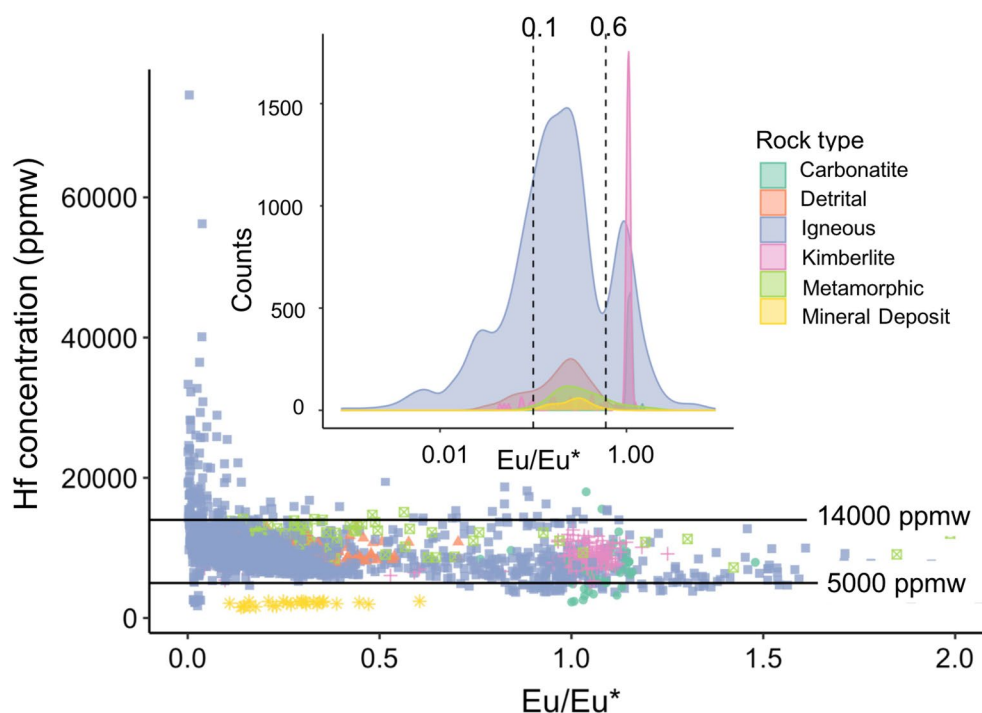 0.1 0.6
1500
1000
500
0
Counts
0.01 1.00
Eu/Eu*
Rock type
Carbonatite
Detrital
Igneous
Kimberlite
Metamorphic
Mineral Deposit
Hf concentration (ppmw)
60000
40000
20000
0
14000 ppmw
5000 ppmw
0.0 0.5 1.0 1.5 2.0
Eu/Eu*